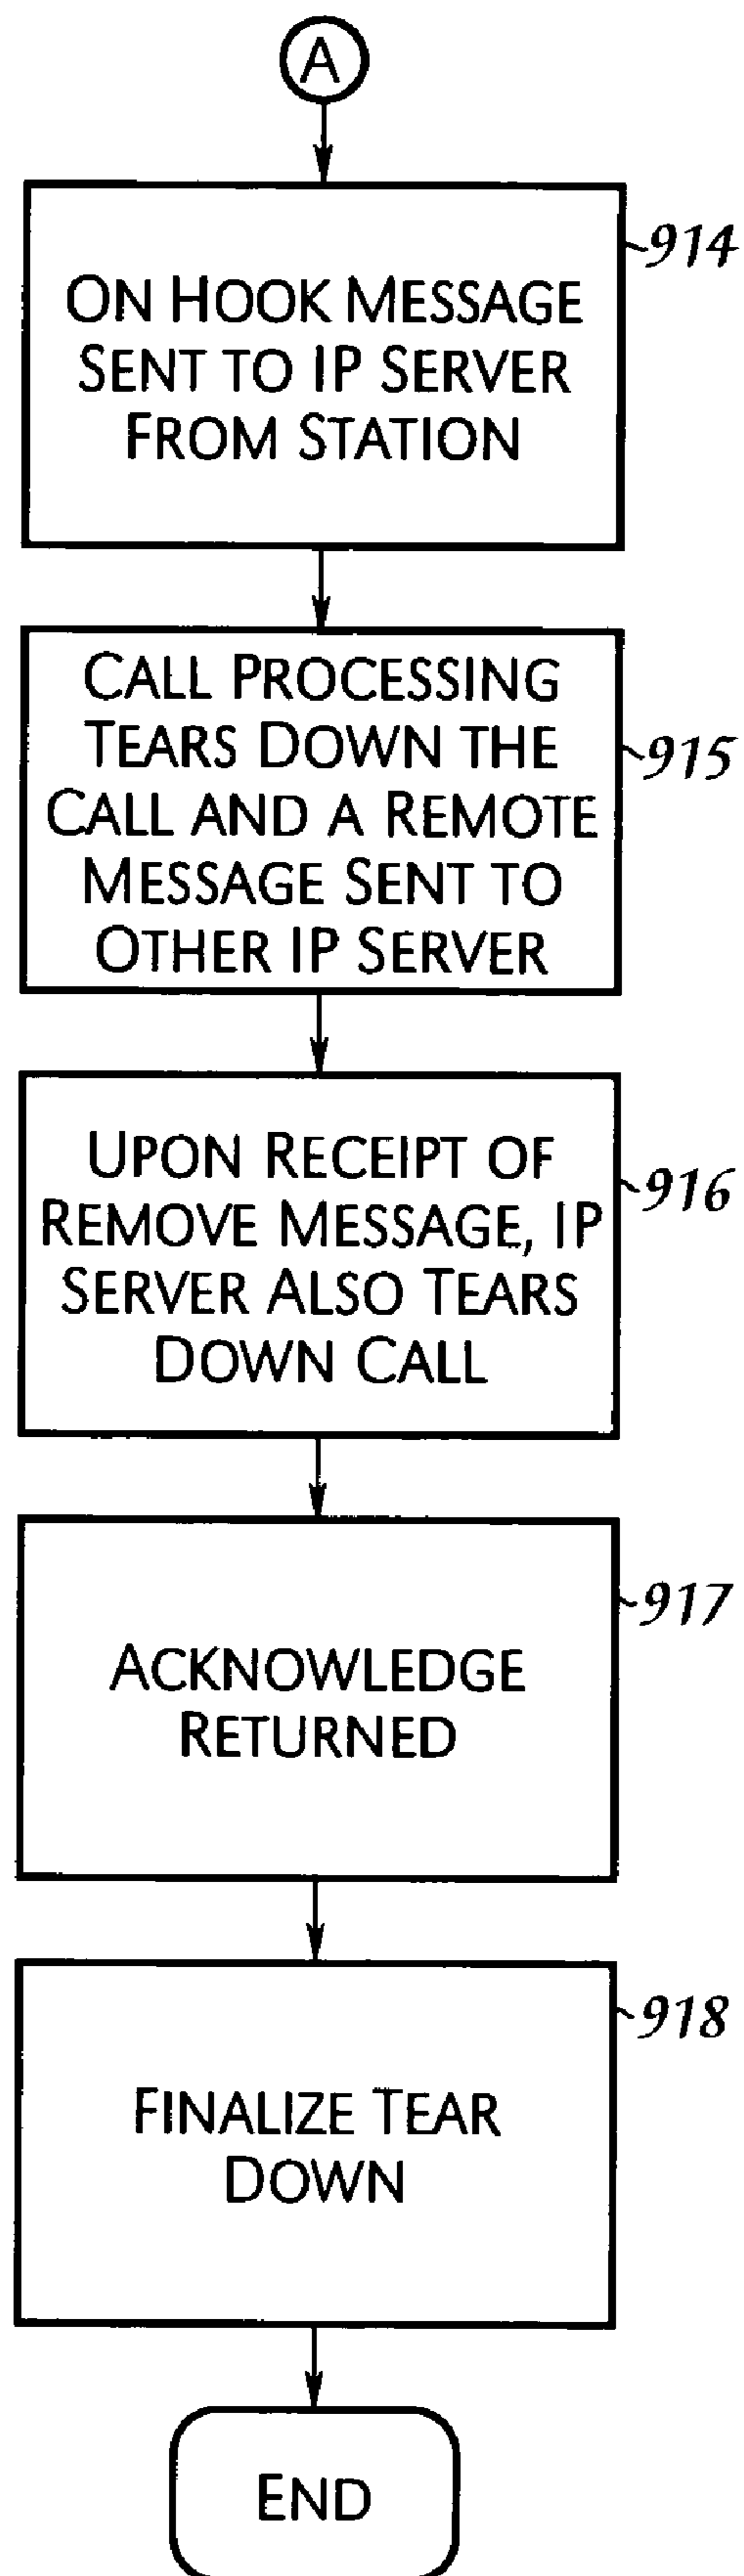 A
914
ON HOOK MESSAGE
SENT TO IP SERVER
FROM STATION
915
CALL PROCESSING
TEARS DOWN THE
CALL AND A REMOTE
MESSAGE SENT TO
OTHER IP SERVER
916
UPON RECEIPT OF
REMOVE MESSAGE, IP
SERVER ALSO TEARS
DOWN CALL
917
ACKNOWLEDGE
RETURNED
918
FINALIZE TEAR
DOWN
END